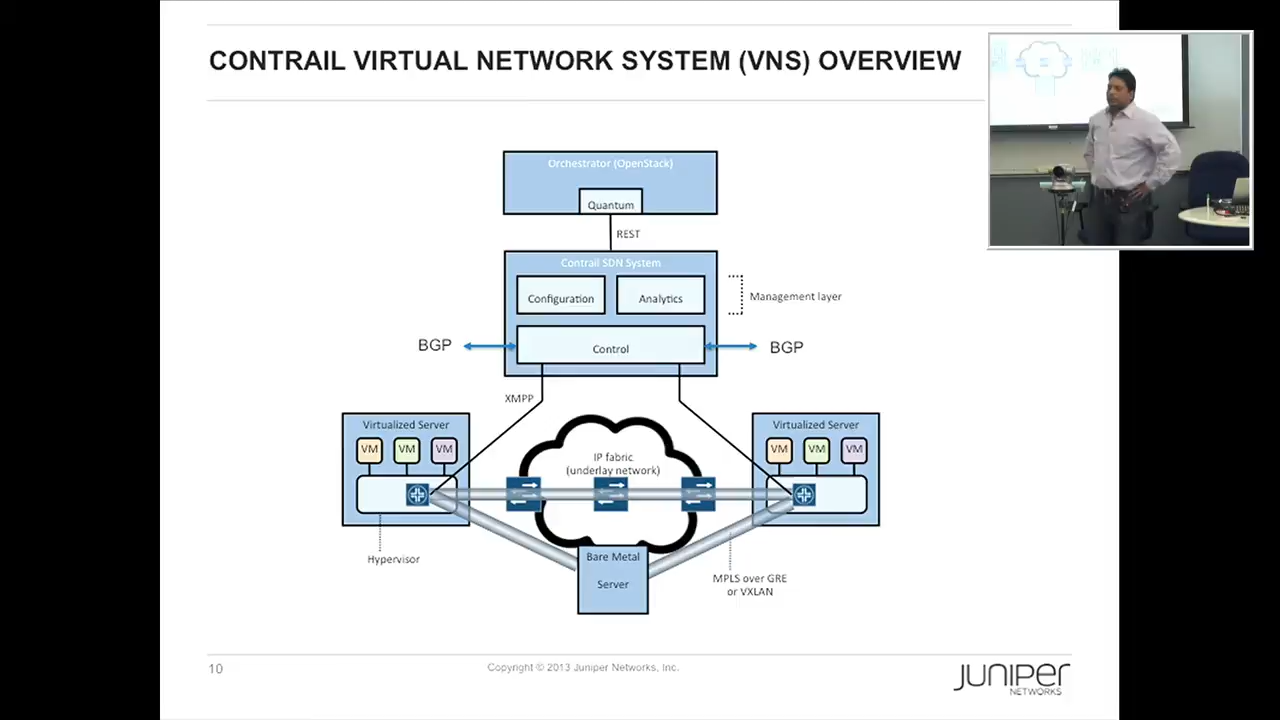 CONTRAIL VIRTUAL NETWORK SYSTEM (VNS) OVERVIEW
Orchestrator (OpenStack)
Quantum
REST
Contrail SDN System
Configuration
Analytics
Management layer
BGP
Control
BGP
XMPP
Virtualized Server
VM VM VM
Virtualized Server
VM VM VM
IP fabric
(underlay network)
Hypervisor
Bare Metal
Server
MPLS over GRE
or VXLAN
10
Copyright © 2013 Juniper Networks, Inc.
JUNIPER
NETWORKS